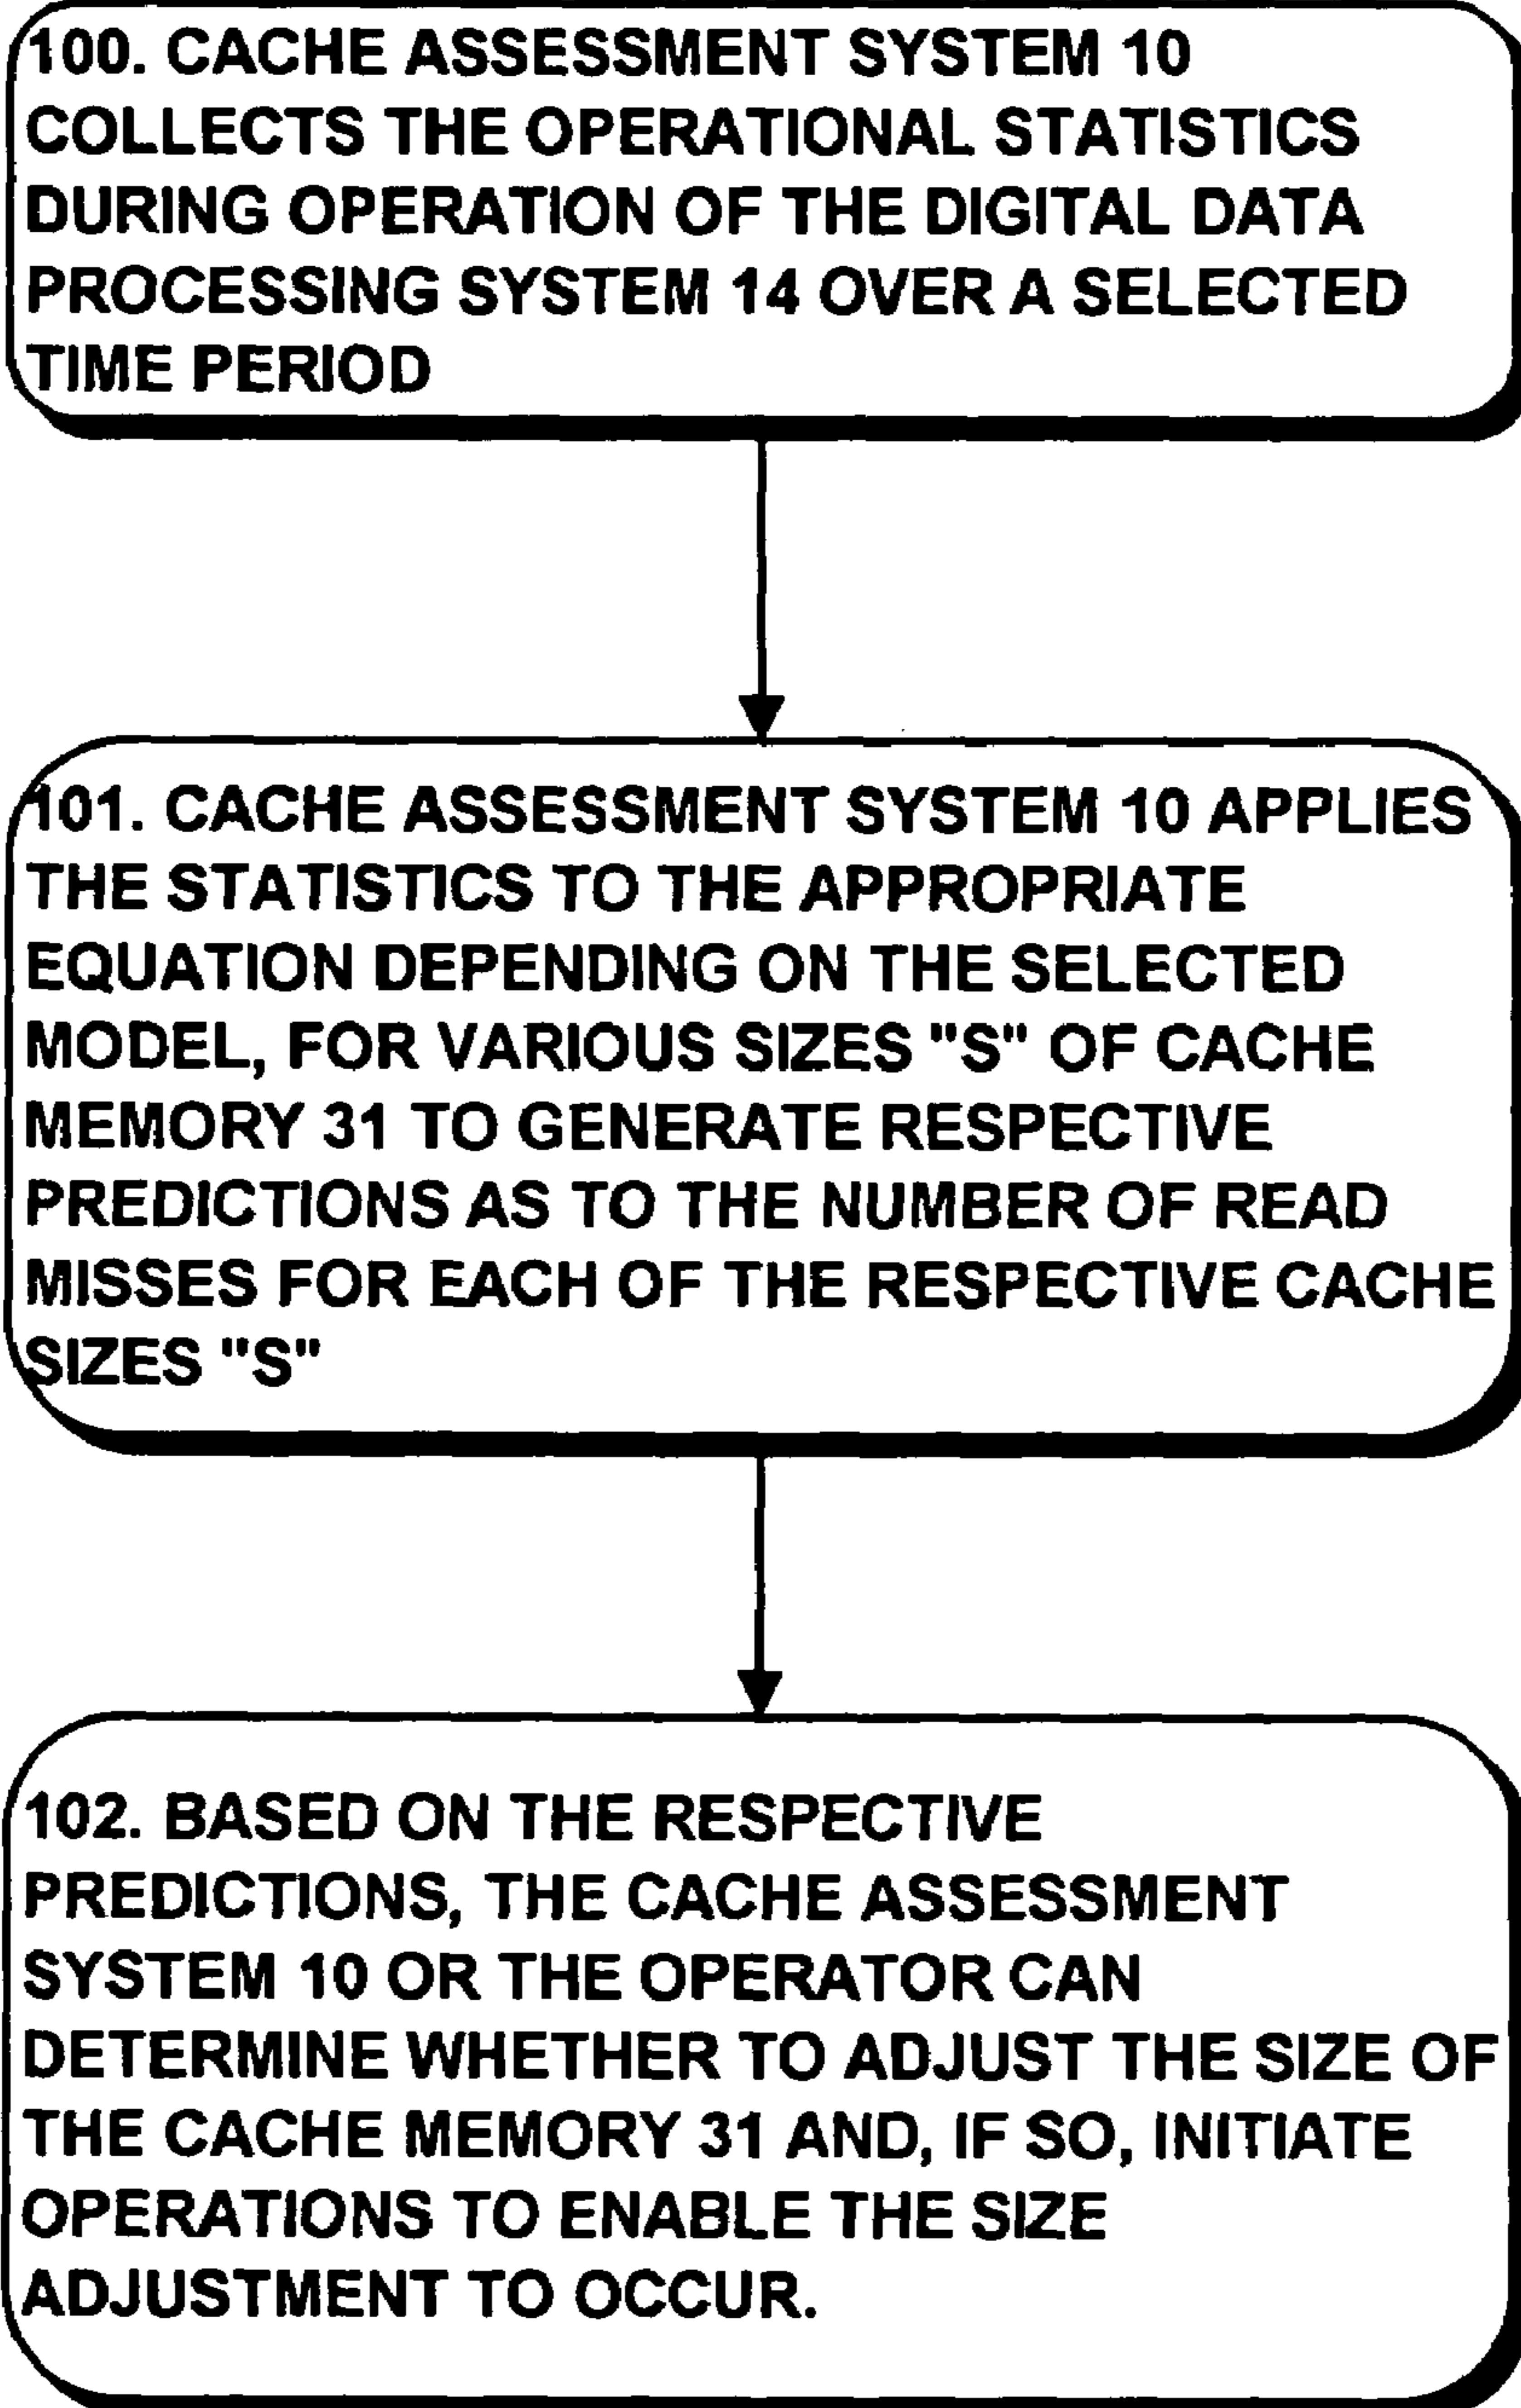 100. CACHE ASSESSMENT SYSTEM 10
COLLECTS THE OPERATIONAL STATISTICS
DURING OPERATION OF THE DIGITAL DATA
PROCESSING SYSTEM 14 OVER A SELECTED
TIME PERIOD
101. CACHE ASSESSMENT SYSTEM 10 APPLIES
THE STATISTICS TO THE APPROPRIATE
EQUATION DEPENDING ON THE SELECTED
MODEL, FOR VARIOUS SIZES "S" OF CACHE
MEMORY 31 TO GENERATE RESPECTIVE
PREDICTIONS AS TO THE NUMBER OF READ
MISSES FOR EACH OF THE RESPECTIVE CACHE
SIZES "S"
102. BASED ON THE RESPECTIVE
PREDICTIONS, THE CACHE ASSESSMENT
SYSTEM 10 OR THE OPERATOR CAN
DETERMINE WHETHER TO ADJUST THE SIZE OF
THE CACHE MEMORY 31 AND, IF SO, INITIATE
OPERATIONS TO ENABLE THE SIZE
ADJUSTMENT TO OCCUR.